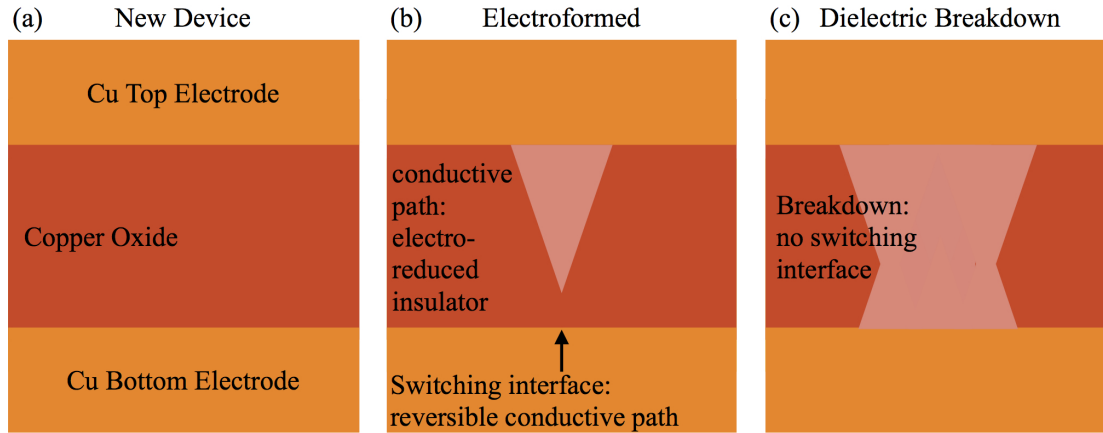 (a) New Device
Cu Top Electrode
Copper Oxide
Cu Bottom Electrode
(b) Electroformed
conductive
path:
electro-
reduced
insulator
Switching interface:
reversible conductive path
(c) Dielectric Breakdown
Breakdown:
no switching
interface